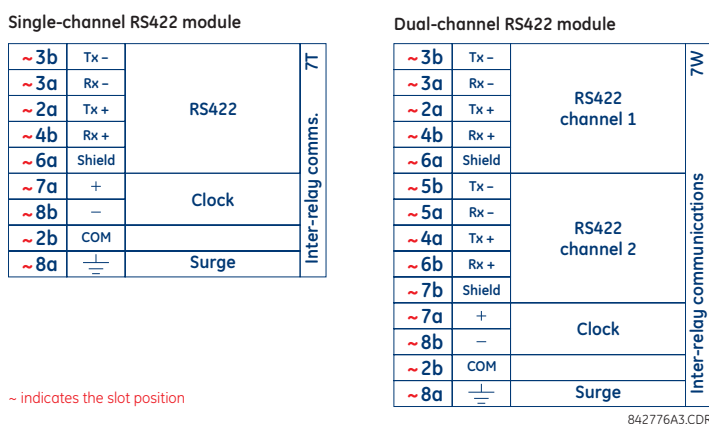 Single-channel RS422 module
~3b Tx –
~3a Rx –
~2a Tx +
~4b Rx +
~6a Shield
RS422
~7a +
~8b –
Clock
~2b COM
~8a Surge
7T
Inter-relay comms.
Dual-channel RS422 module
~3b Tx –
~3a Rx –
~2a Tx +
~4b Rx +
~6a Shield
RS422
channel 1
~5b Tx –
~5a Rx –
~4a Tx +
~6b Rx +
~7b Shield
RS422
channel 2
~7a +
~8b –
Clock
~2b COM
~8a Surge
7W
Inter-relay communications
~ indicates the slot position
842776A3.CDR